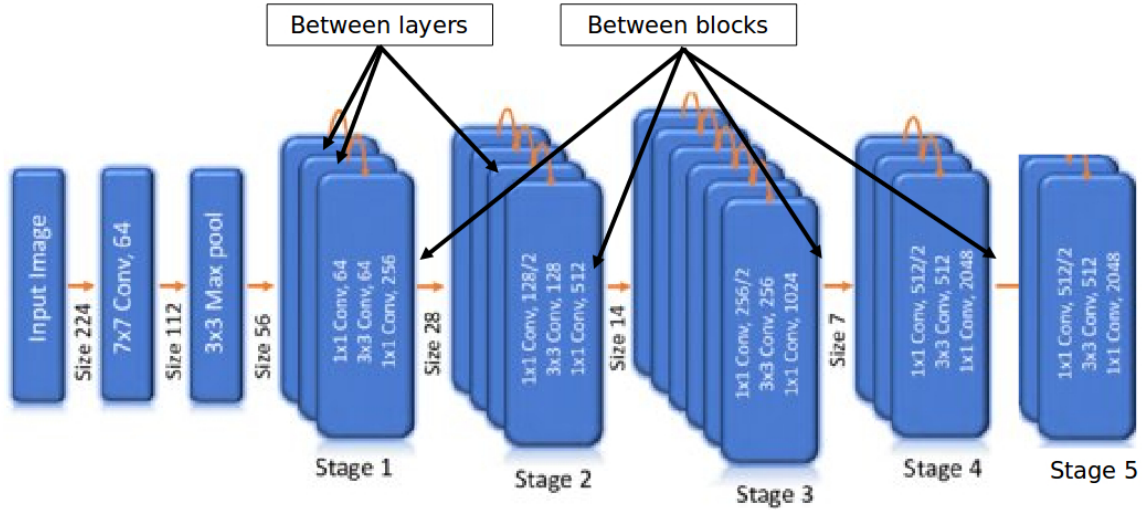 Between layers
Between blocks
Input Image
Size 224
7x7 Conv, 64
Size 112
3x3 Max pool
Size 56
1x1 Conv, 64
3x3 Conv, 64
1x1 Conv, 256
Stage 1
Size 28
1x1 Conv, 128/2
3x3 Conv, 128
1x1 Conv, 512
Stage 2
Size 14
1x1 Conv, 256/2
3x3 Conv, 256
1x1 Conv, 1024
Stage 3
Size 7
1x1 Conv, 512/2
3x3 Conv, 512
1x1 Conv, 2048
Stage 4
1x1 Conv, 512/2
3x3 Conv, 512
1x1 Conv, 2048
Stage 5